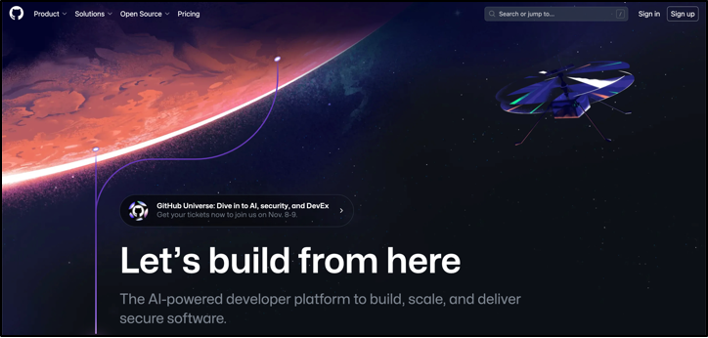 Product Solutions Open Source Pricing Search or jump to... / Sign in Sign up
GitHub Universe: Dive in to AI, security, and DevEx
Get your tickets now to join us on Nov. 8-9.
Let's build from here
The AI-powered developer platform to build, scale, and deliver
secure software.